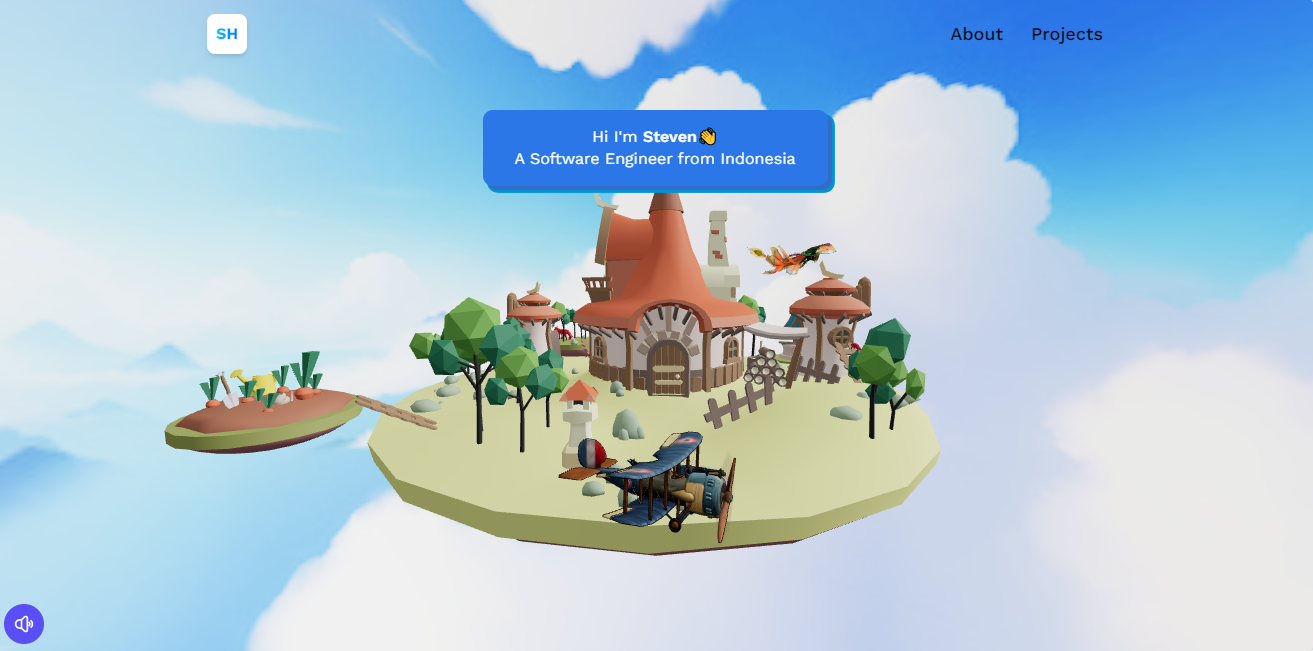 SH
About
Projects
Hi I'm Steven👋
A Software Engineer from Indonesia